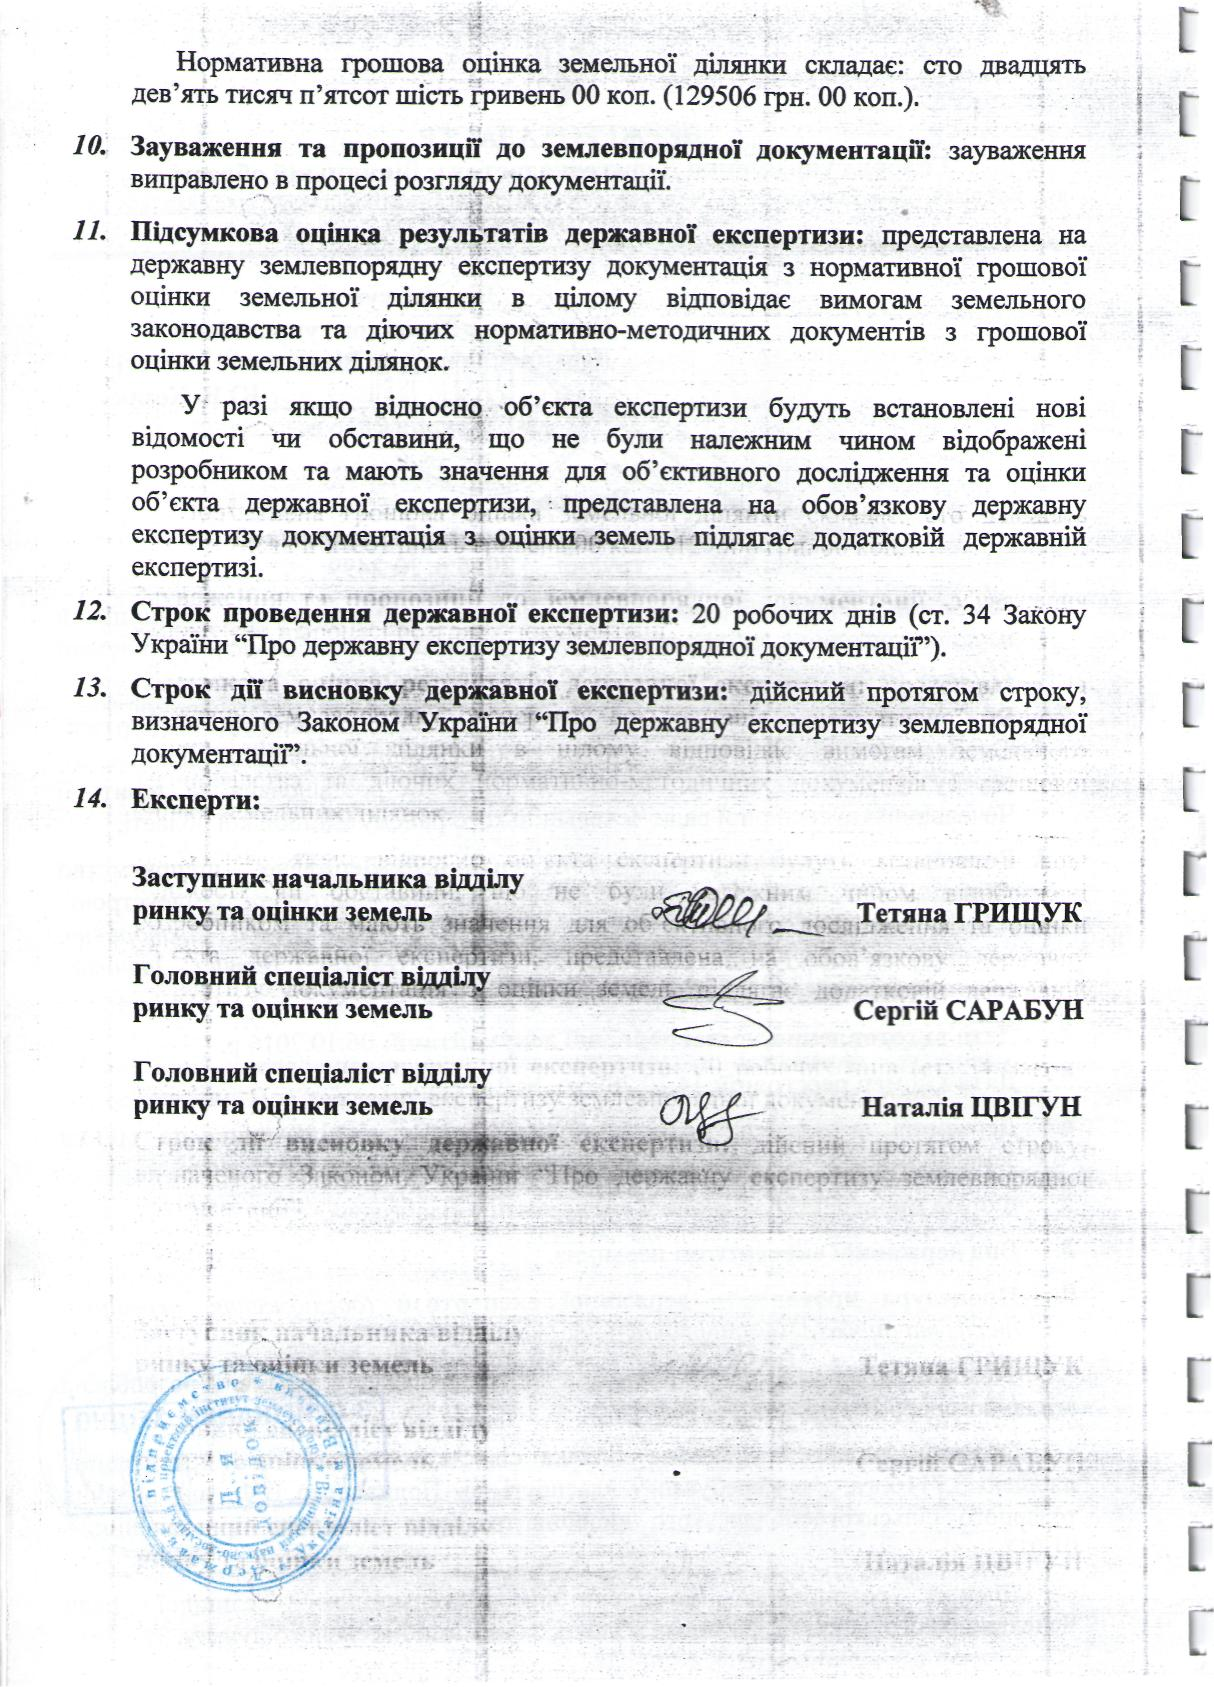 Нормативна грошова оцінка земельної ділянки складає: сто двадцять
дев’ять тисяч п’ятсот шість гривень 00 коп. (129506 грн. 00 коп.).
10. Зауваження та пропозиції до землевпорядної документації: зауваження
виправлено в процесі розгляду документації.
11. Підсумкова оцінка результатів державної експертизи: представлена на
державну землевпорядну експертизу документація з нормативної грошової
оцінки земельної ділянки в цілому відповідає вимогам земельного
законодавства та діючих нормативно-методичних документів з грошової
оцінки земельних ділянок.
У разі якщо відносно об’єкта експертизи будуть встановлені нові
відомості чи обставини, що не були належним чином відображені
розробником та мають значення для об’єктивного дослідження та оцінки
об’єкта державної експертизи, представлена на обов’язкову державну
експертизу документація з оцінки земель підлягає додатковій державній
експертизі.
12. Строк проведення державної експертизи: 20 робочих днів (ст. 34 Закону
України “Про державну експертизу землевпорядної документації”).
13. Строк дії висновку державної експертизи: дійсний протягом строку,
визначеного Законом України “Про державну експертизу землевпорядної
документації”.
14. Експерти:
Заступник начальника відділу
ринку та оцінки земель Тетяна ГРИЩУК
Головний спеціаліст відділу
ринку та оцінки земель Сергій САРАБУН
Головний спеціаліст відділу
ринку та оцінки земель Наталія ЦВІГУН
Для
довідок